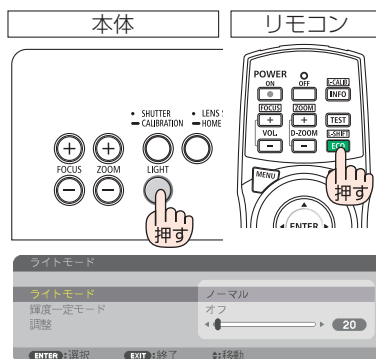 本体
リモコン
• SHUTTER
━ CALIBRATION
• LENS
━ HOME
FOCUS
ZOOM
LIGHT
押す
POWER
ON
OFF
L-CALIB
INFO
FOCUS
ZOOM
TEST
VOL.
D-ZOOM
L-SHIFT
ECO
MENU
ENTER
押す
ライトモード
ライトモード
ノーマル
輝度一定モード
オフ
調整
20
ENTER :選択
EXIT :終了
:移動